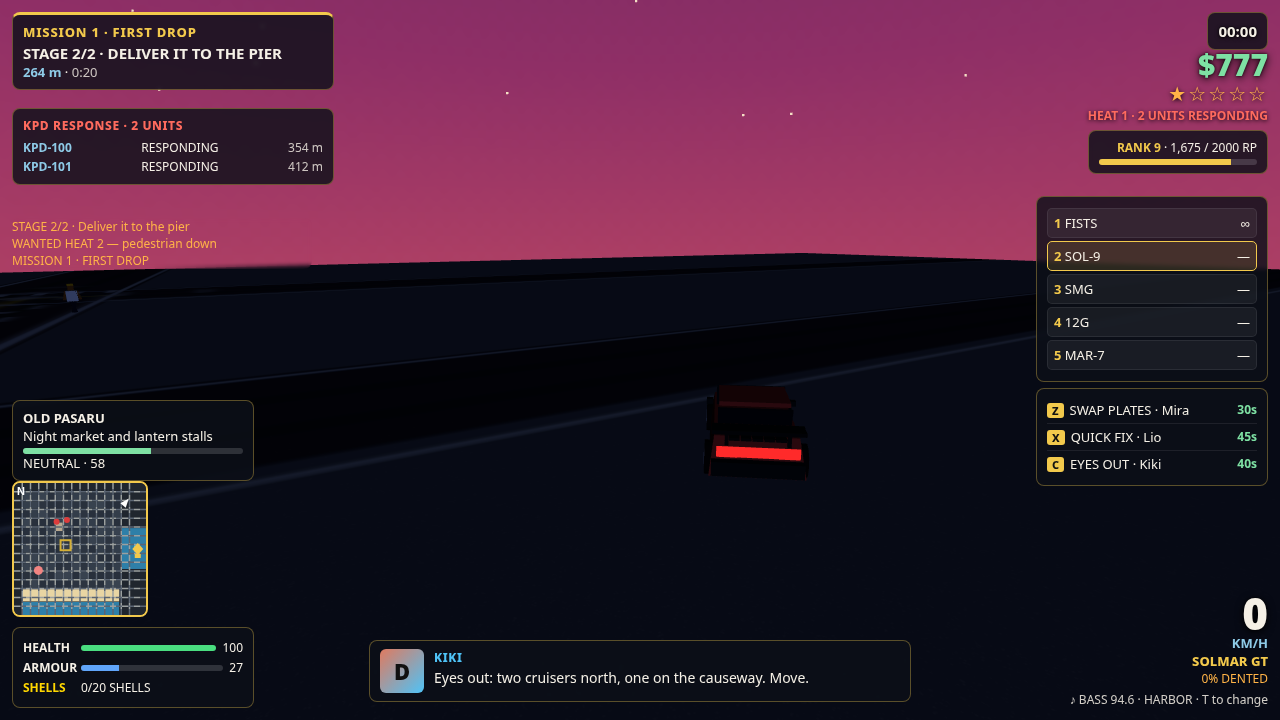 MISSION 1 · FIRST DROP
STAGE 2/2 · DELIVER IT TO THE PIER
264 m · 0:20
KPD RESPONSE · 2 UNITS
KPD-100 RESPONDING 354 m
KPD-101 RESPONDING 412 m
STAGE 2/2 · Deliver it to the pier
WANTED HEAT 2 — pedestrian down
MISSION 1 · FIRST DROP
00:00
$777
★☆☆☆☆
HEAT 1 · 2 UNITS RESPONDING
RANK 9 · 1,675 / 2000 RP
1 FISTS ∞
2 SOL-9 —
3 SMG —
4 12G —
5 MAR-7 —
Z SWAP PLATES · Mira 30s
X QUICK FIX · Lio 45s
C EYES OUT · Kiki 40s
OLD PASARU
Night market and lantern stalls
NEUTRAL · 58
N
HEALTH 100
ARMOUR 27
SHELLS 0/20 SHELLS
D
KIKI
Eyes out: two cruisers north, one on the causeway. Move.
0
KM/H
SOLMAR GT
0% DENTED
♪ BASS 94.6 · HARBOR · T to change